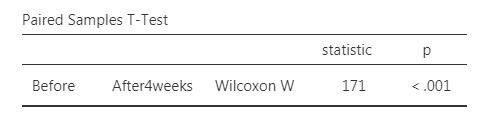 Paired Samples T-Test
statistic p
Before After4weeks Wilcoxon W 171 < .001